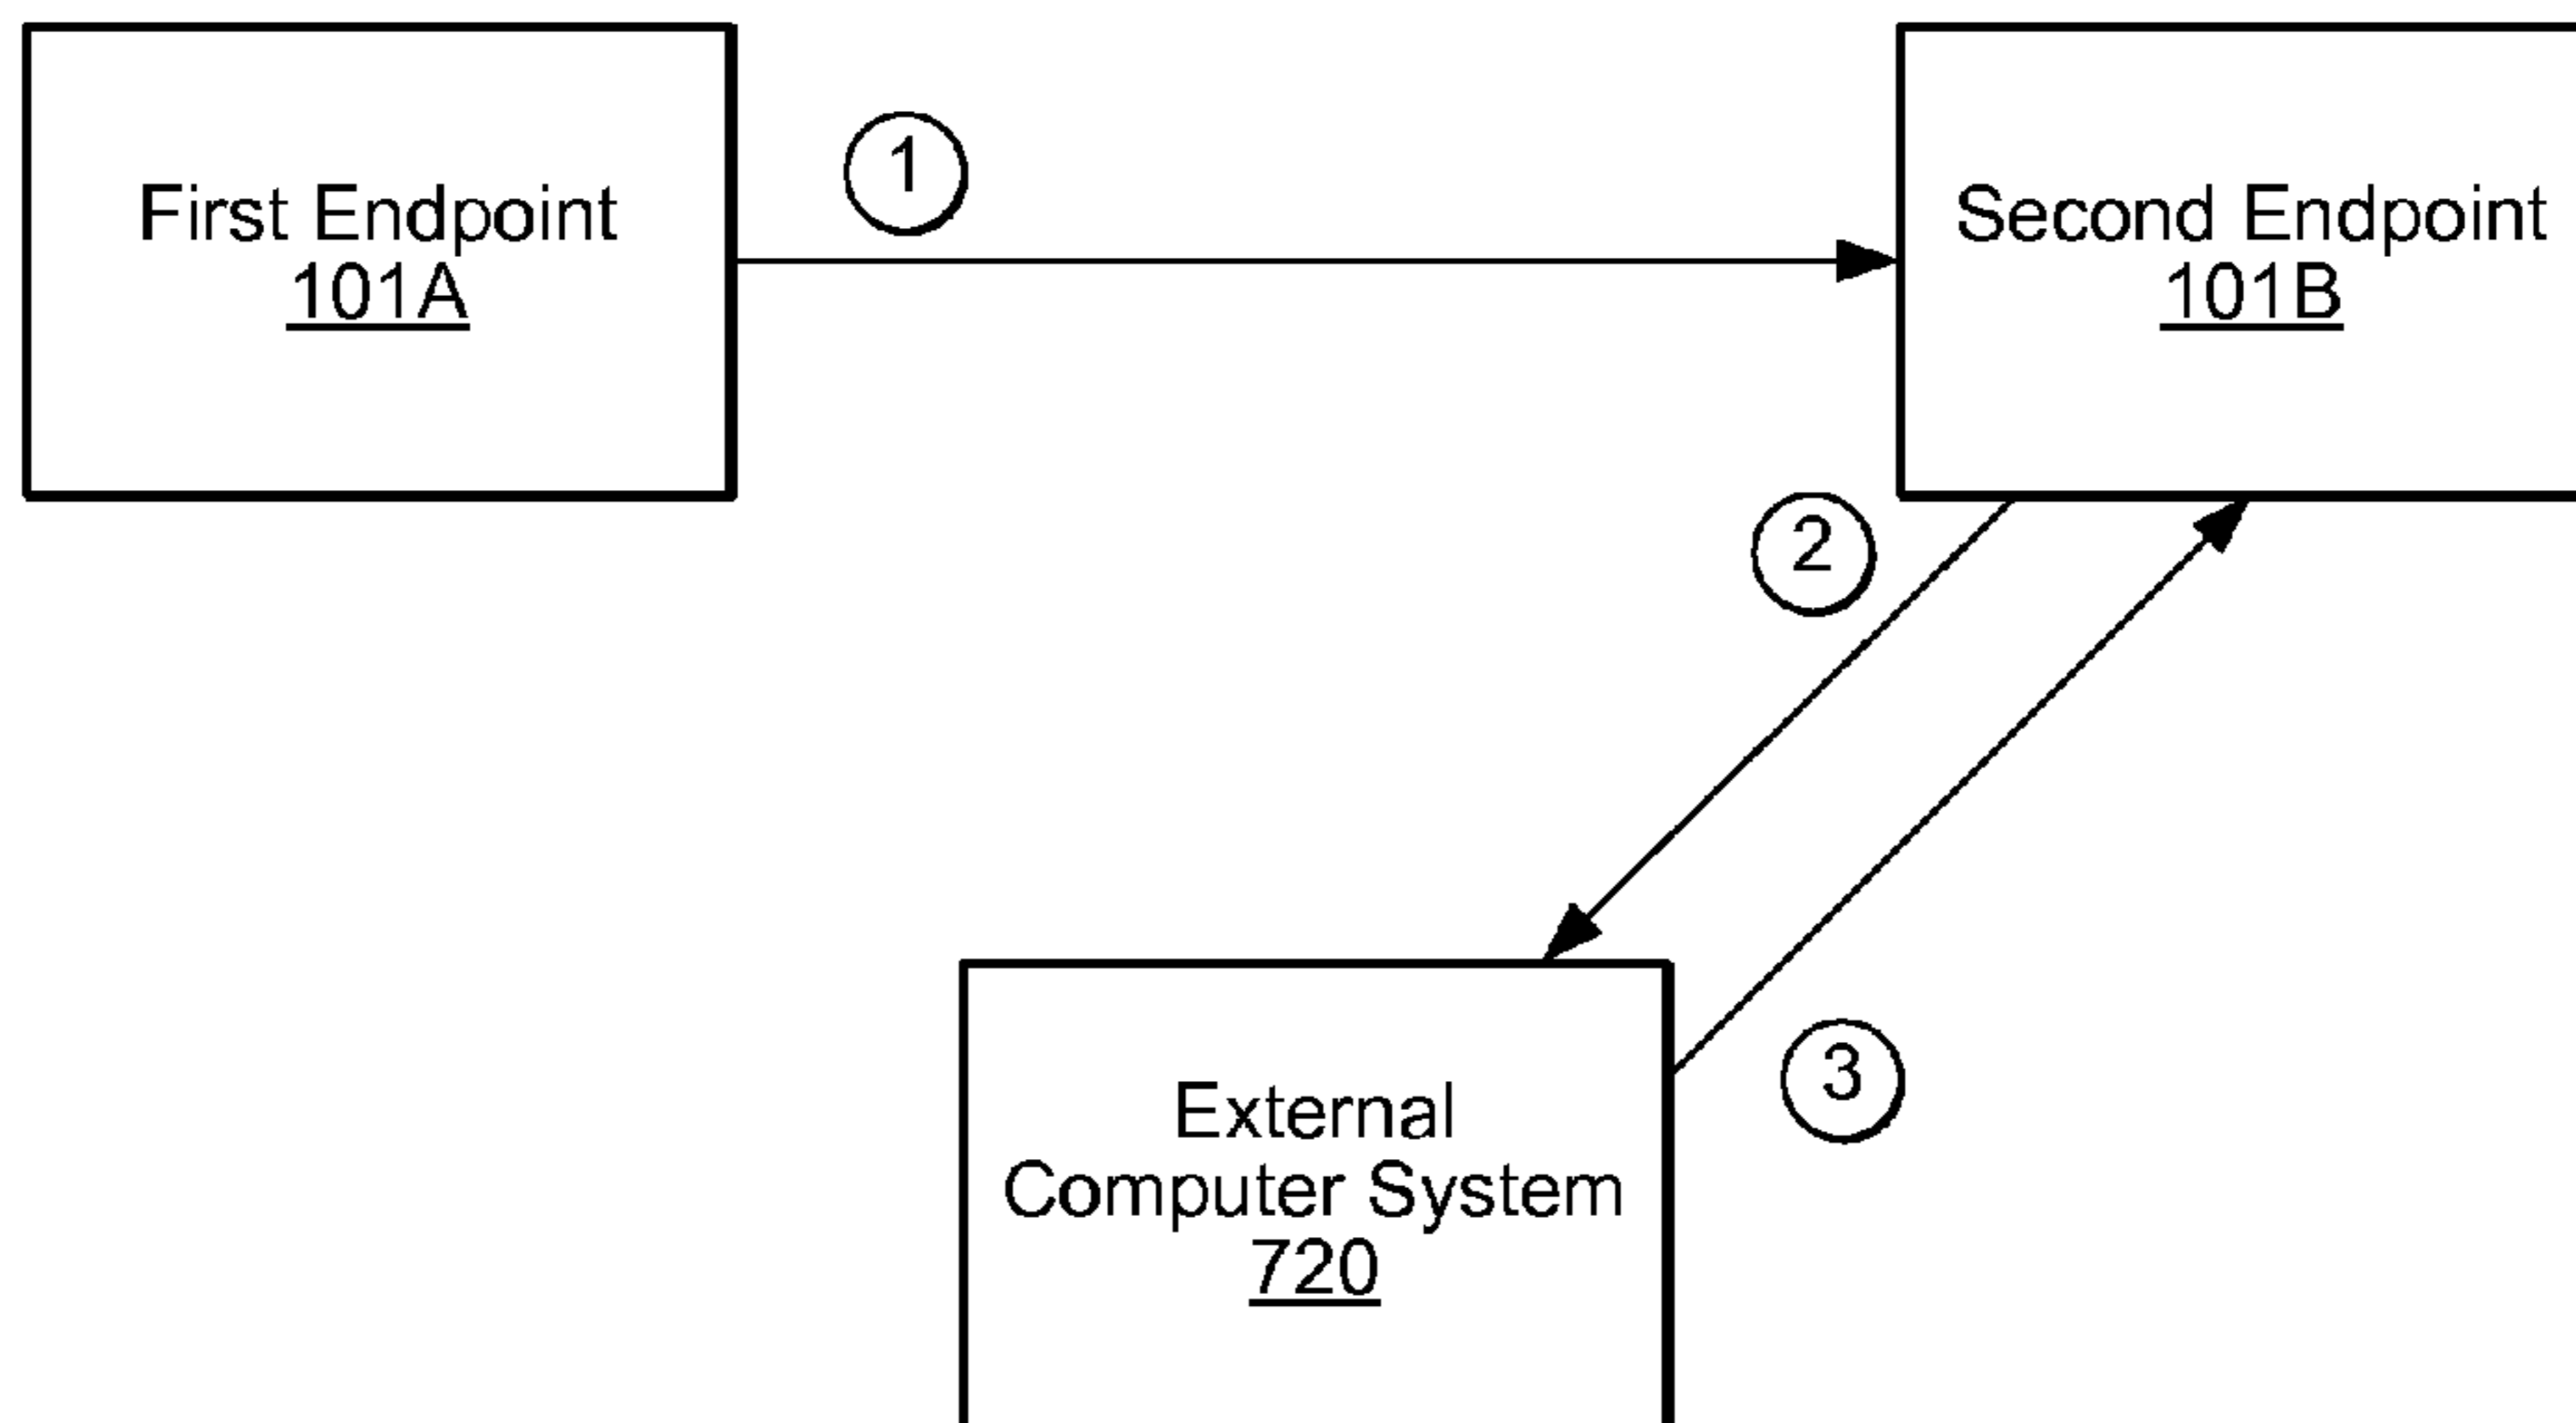 First Endpoint
101A
1
Second Endpoint
101B
2
3
External
Computer System
720